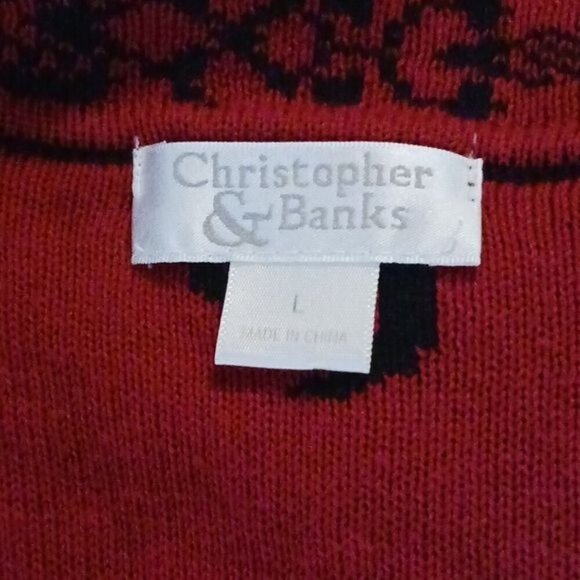 Christopher
& Banks
L
MADE IN CHINA